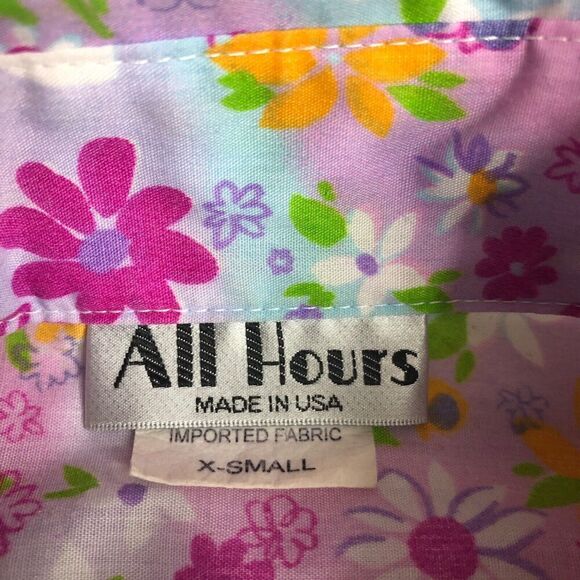 All Hours
MADE IN USA
IMPORTED FABRIC
X-SMALL